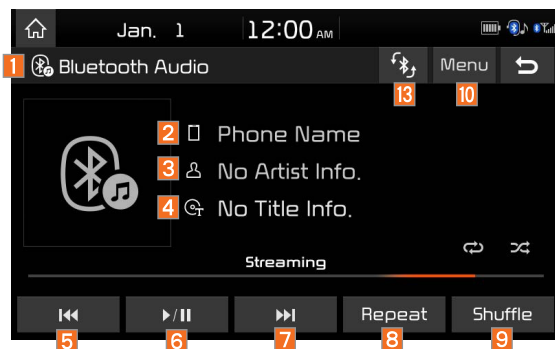 Jan. 1 12:00 AM
1 Bluetooth Audio Menu
13 10
2 Phone Name
3 No Artist Info.
4 No Title Info.
Streaming
Repeat Shuffle
5 6 7 8 9